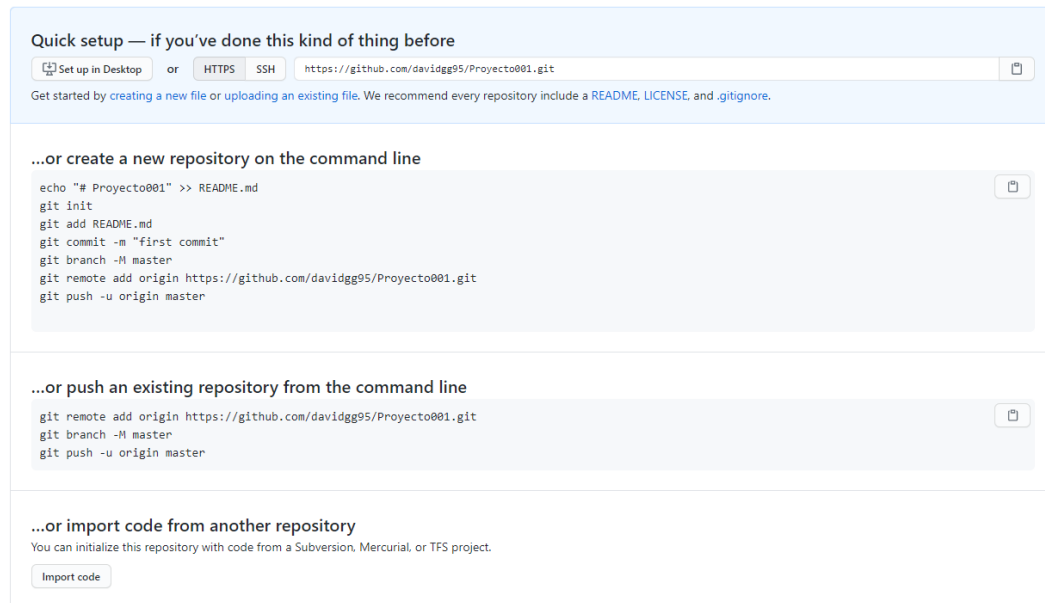 Quick setup — if you've done this kind of thing before
Set up in Desktop or HTTPS SSH https://github.com/davidgg95/Proyecto001.git
Get started by creating a new file or uploading an existing file. We recommend every repository include a README, LICENSE, and .gitignore.
...or create a new repository on the command line
echo "# Proyecto001" >> README.md
git init
git add README.md
git commit -m "first commit"
git branch -M master
git remote add origin https://github.com/davidgg95/Proyecto001.git
git push -u origin master
...or push an existing repository from the command line
git remote add origin https://github.com/davidgg95/Proyecto001.git
git branch -M master
git push -u origin master
...or import code from another repository
You can initialize this repository with code from a Subversion, Mercurial, or TFS project.
Import code